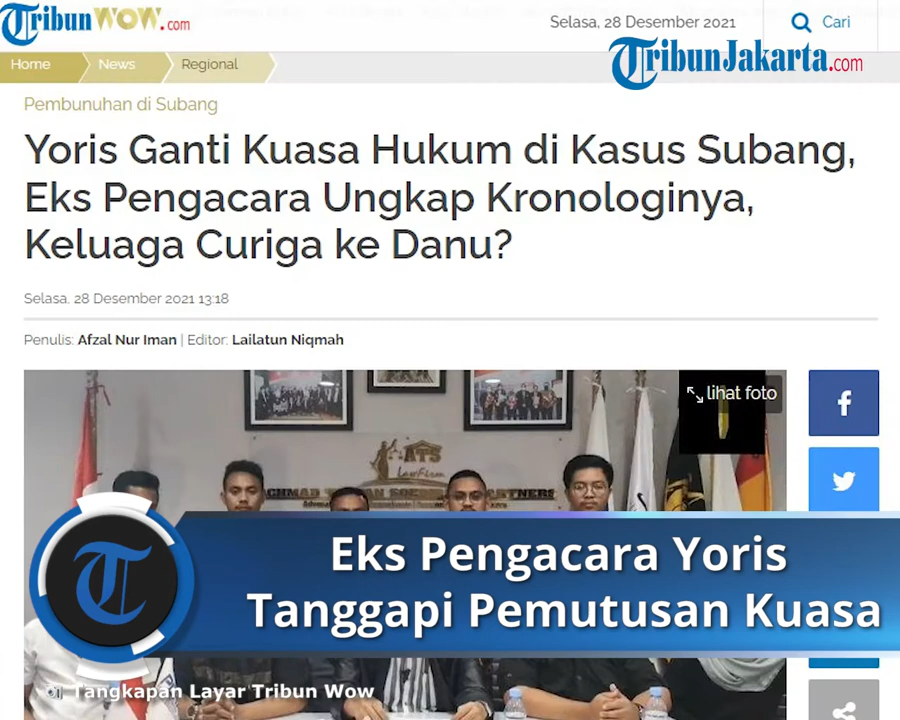 TribunWOW.com
Selasa, 28 Desember 2021
Cari
TribunJakarta.com
Home
News
Regional
Pembunuhan di Subang
Yoris Ganti Kuasa Hukum di Kasus Subang,
Eks Pengacara Ungkap Kronologinya,
Keluaga Curiga ke Danu?
Selasa, 28 Desember 2021 13:18
Penulis: Afzal Nur Iman | Editor: Lailatun Niqmah
lihat foto
ATS
LawFirm
Eks Pengacara Yoris
Tanggapi Pemutusan Kuasa
Tangkapan Layar Tribun Wow